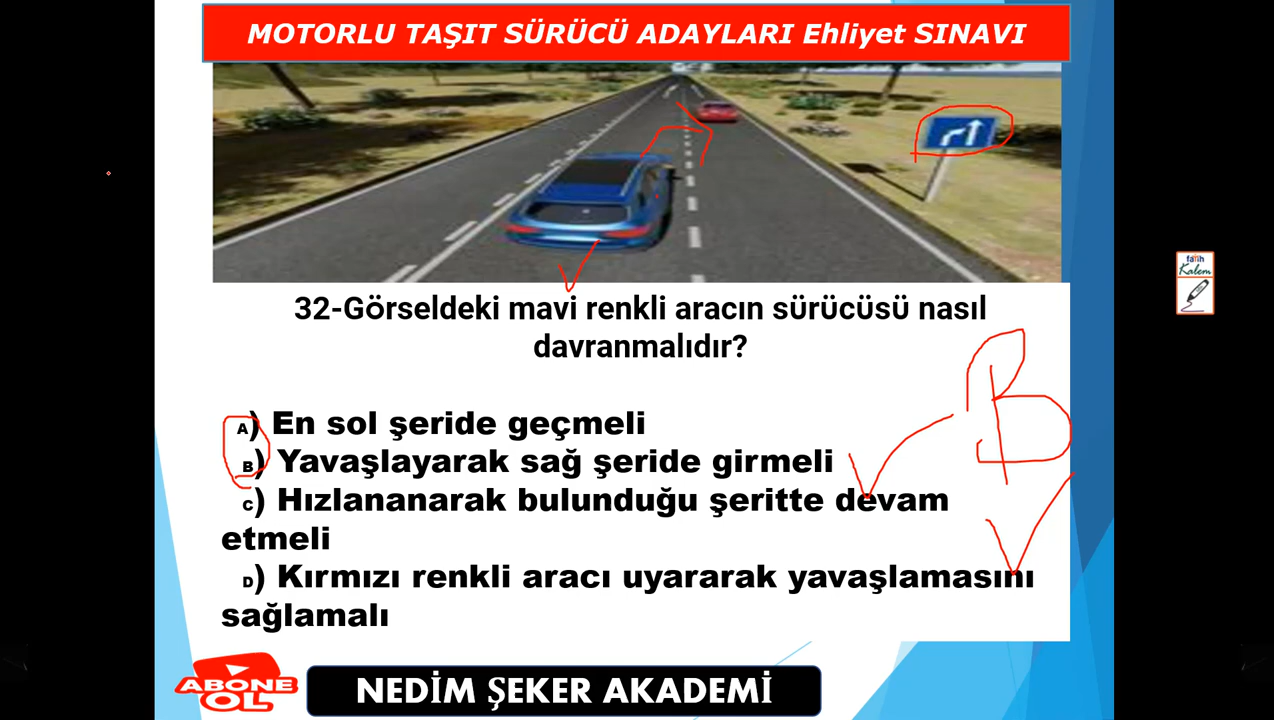 MOTORLU TAŞIT SÜRÜCÜ ADAYLARI Ehliyet SINAVI
32-Görseldeki mavi renkli aracın sürücüsü nasıl
davranmalıdır?
A) En sol şeride geçmeli
B) Yavaşlayarak sağ şeride girmeli
C) Hızlananarak bulunduğu şeritte devam
etmeli
D) Kırmızı renkli aracı uyararak yavaşlamasını
sağlamalı
B
fatih
Kalem
ABONE
OL
NEDİM ŞEKER AKADEMİ